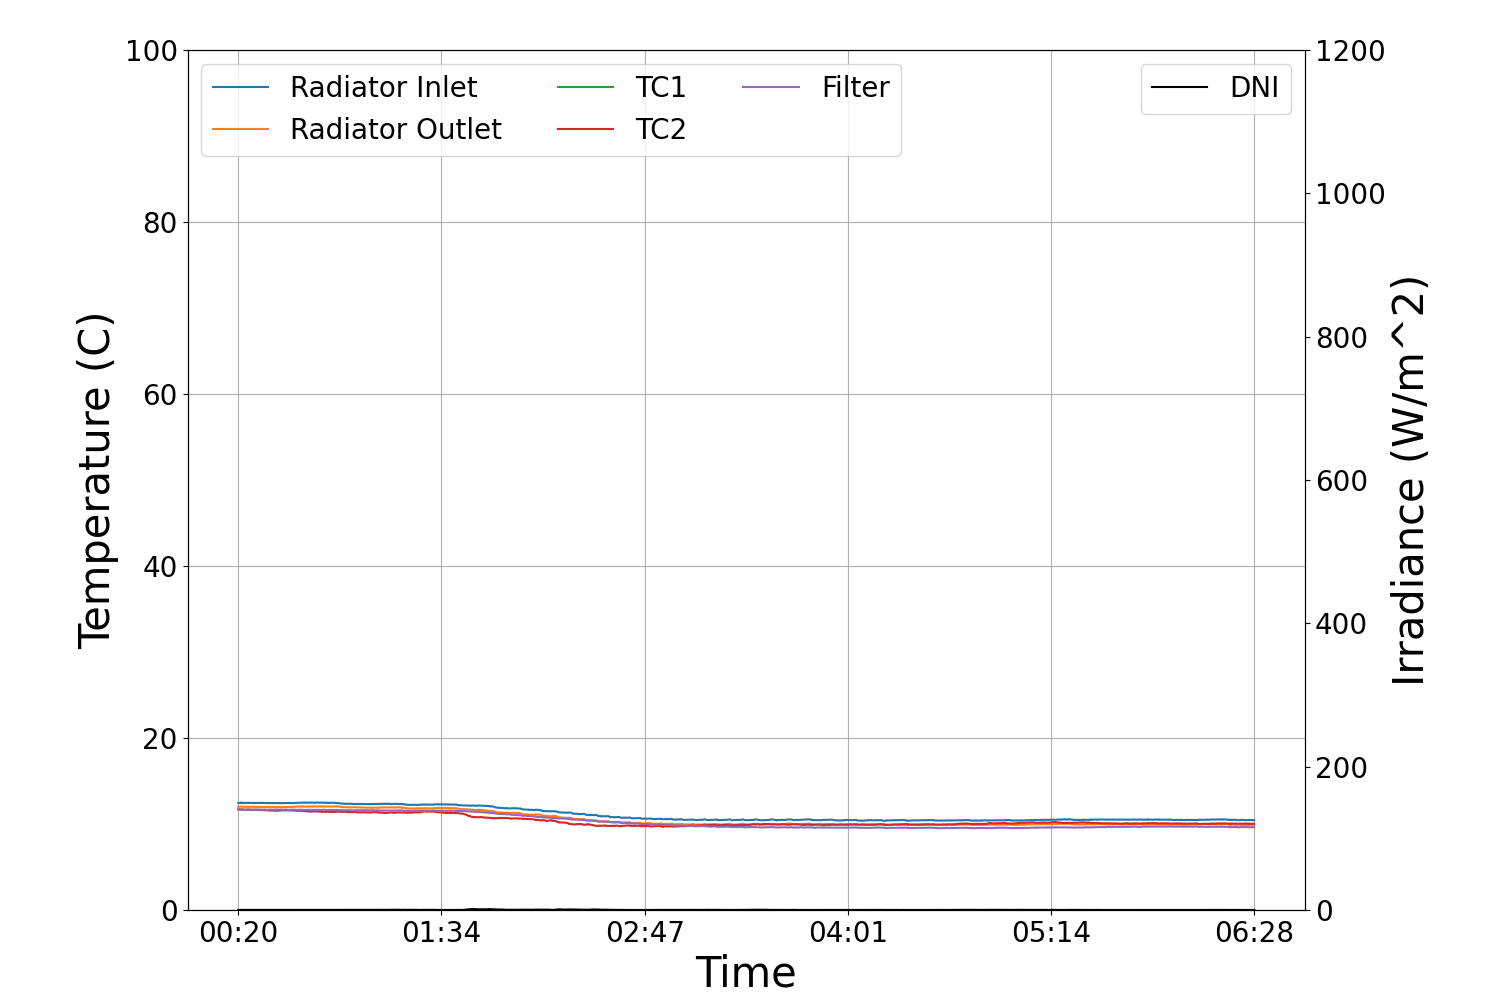 Radiator Inlet
Radiator Outlet
TC1
TC2
Filter
DNI
Temperature (C)
100
80
60
40
20
0
Irradiance (W/m^2)
1200
1000
800
600
400
200
0
00:20 01:34 02:47 04:01 05:14 06:28
Time